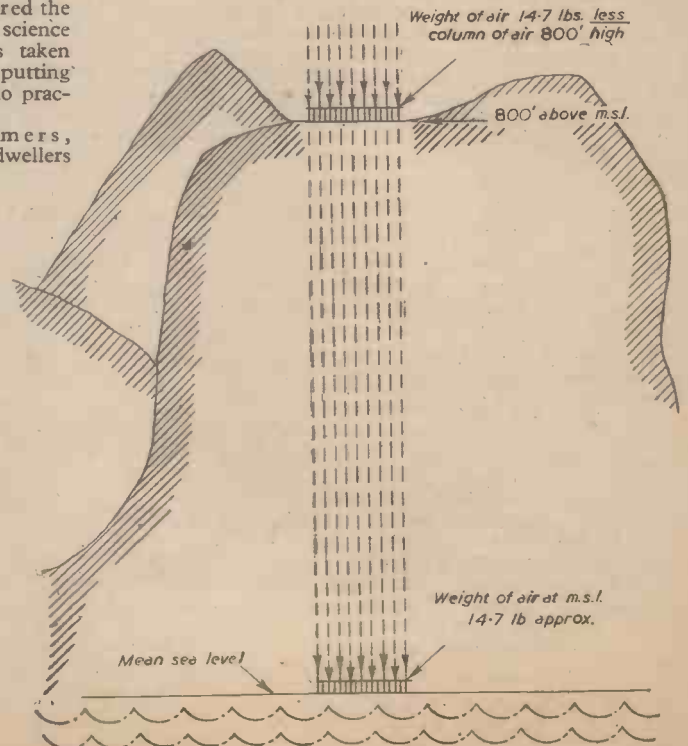 red the
science
s taken
putting
o prac-
mers,
dwellers
Weight of air 14·7 lbs. less
column of air 800' high
800' above m.s.l.
Weight of air at m.s.l.
14·7 lb approx.
Mean sea level